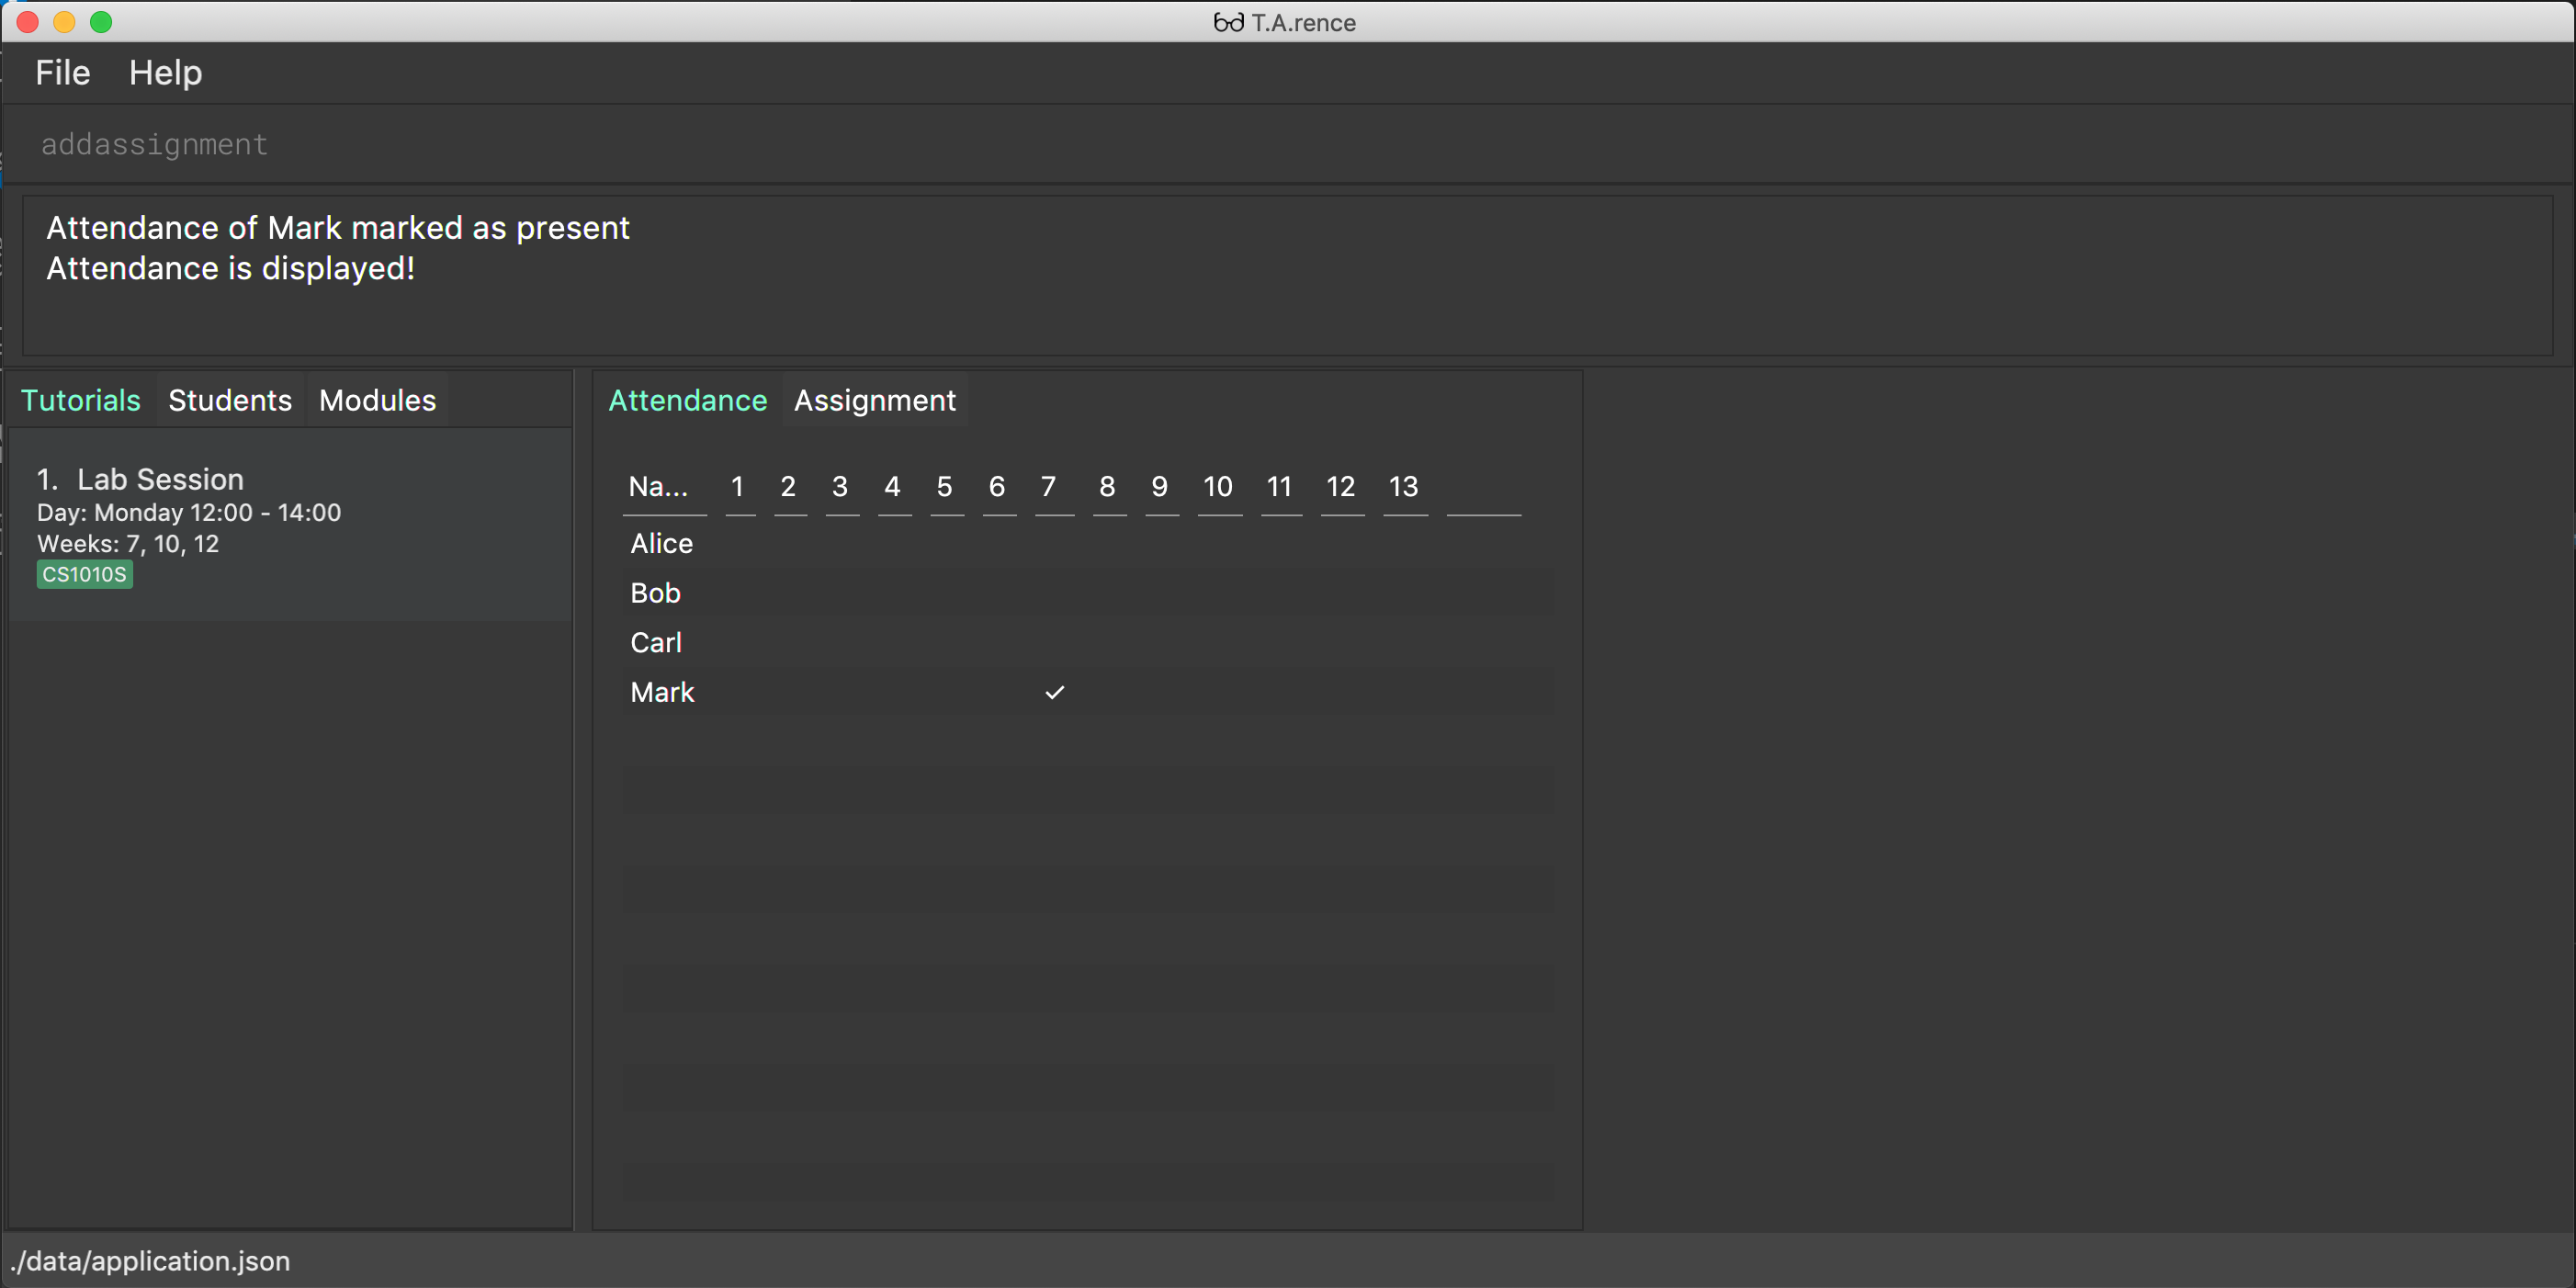 T.A.rence
File Help
addassignment
Attendance of Mark marked as present
Attendance is displayed!
Tutorials Students Modules
1. Lab Session
Day: Monday 12:00 - 14:00
Weeks: 7, 10, 12
CS1010S
Attendance Assignment
Na... 1 2 3 4 5 6 7 8 9 10 11 12 13
Alice
Bob
Carl
Mark ✓
./data/application.json